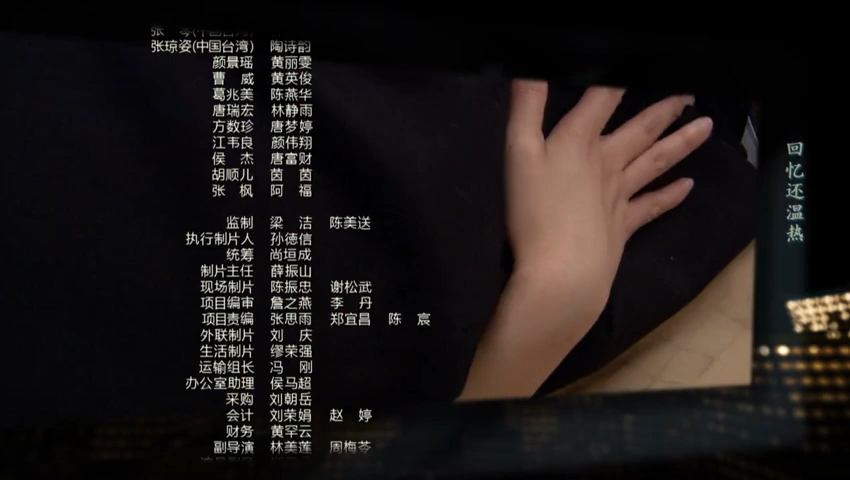 张琼姿(中国台湾) 陶诗韵
颜景瑶 黄丽雯
曹 威 黄英俊
葛兆美 陈燕华
唐瑞宏 林静雨
方数珍 唐梦婷
江韦良 颜伟翔
侯 杰 唐富财
胡顺儿 茵 茵
张 枫 阿 福
监制 梁 洁 陈美送
执行制片人 孙德信
统筹 尚垣成
制片主任 薛振山
现场制片 陈振忠 谢松武
项目编审 詹之燕 李 丹
项目责编 张思雨 郑宜昌 陈 宸
外联制片 刘 庆
生活制片 缪荣强
运输组长 冯 刚
办公室助理 侯马超
采购 刘朝岳
会计 刘荣娟 赵 婷
财务 黄罕云
副导演 林美莲 周梅苓
回忆还温热